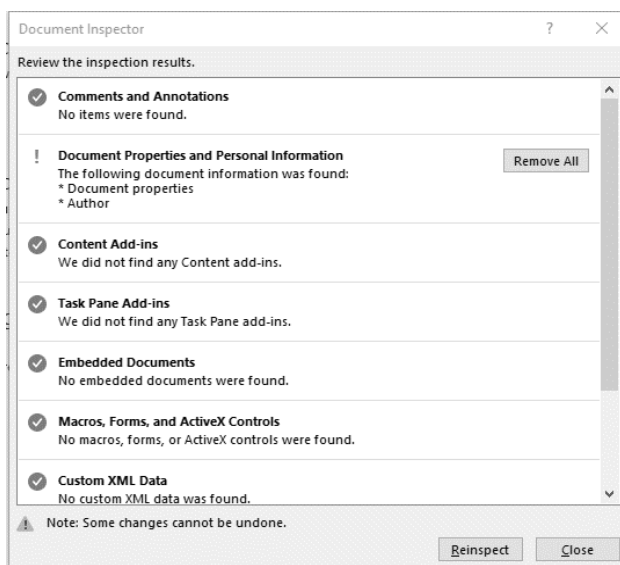 Document Inspector
?
Review the inspection results.
Comments and Annotations
No items were found.
! Document Properties and Personal Information
The following document information was found:
* Document properties
* Author
Remove All
Content Add-ins
We did not find any Content add-ins.
Task Pane Add-ins
We did not find any Task Pane add-ins.
Embedded Documents
No embedded documents were found.
Macros, Forms, and ActiveX Controls
No macros, forms, or ActiveX controls were found.
Custom XML Data
No custom XML data was found.
Note: Some changes cannot be undone.
Reinspect
Close